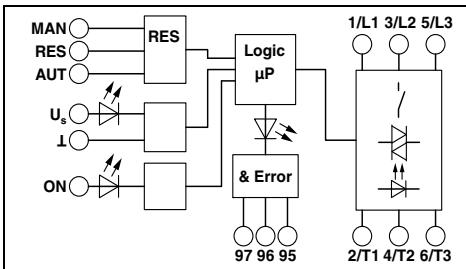 MAN
RES
AUT
RES
Us
⊥
ON
Logic
µP
& Error
97 96 95
1/L1 3/L2 5/L3
2/T1 4/T2 6/T3